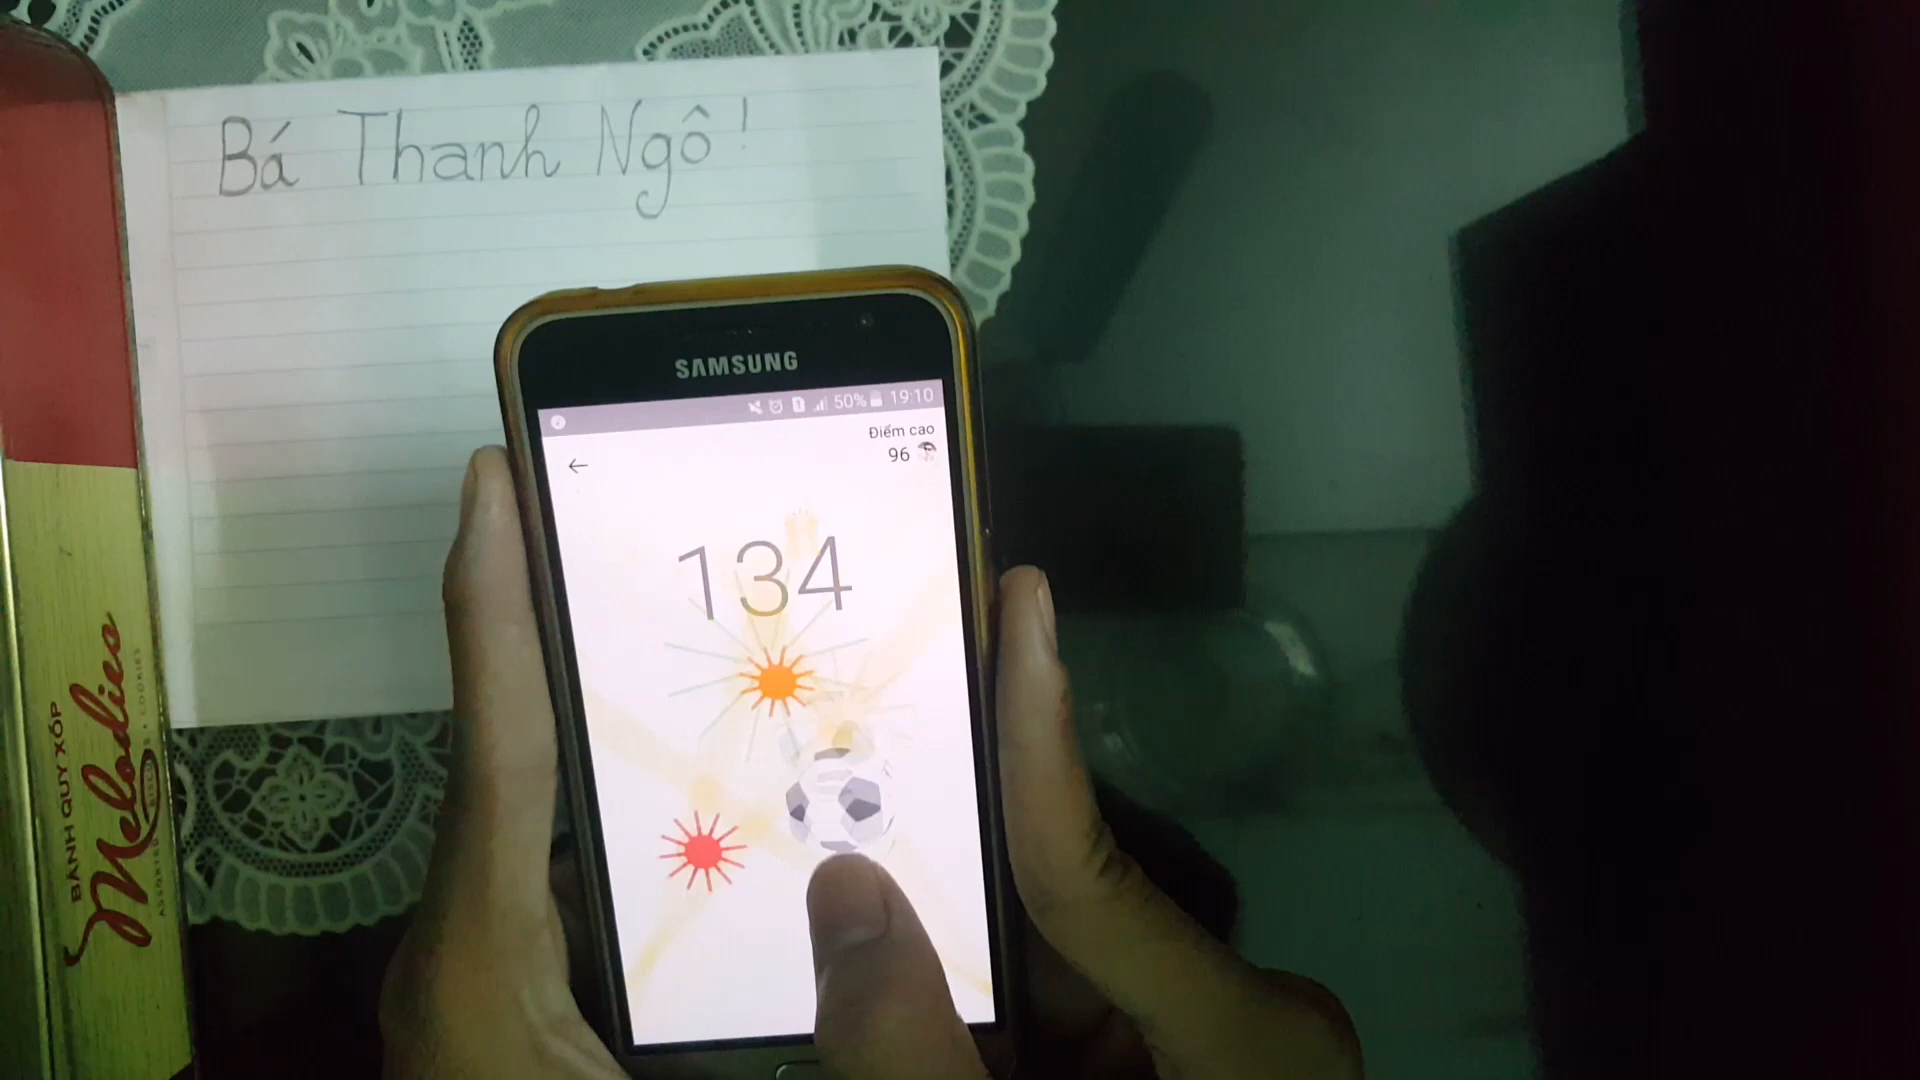 Bá Thanh Ngô!
SAMSUNG
50% 19:10
Điểm cao
96
134
BÁNH QUY XỐP
Melodies